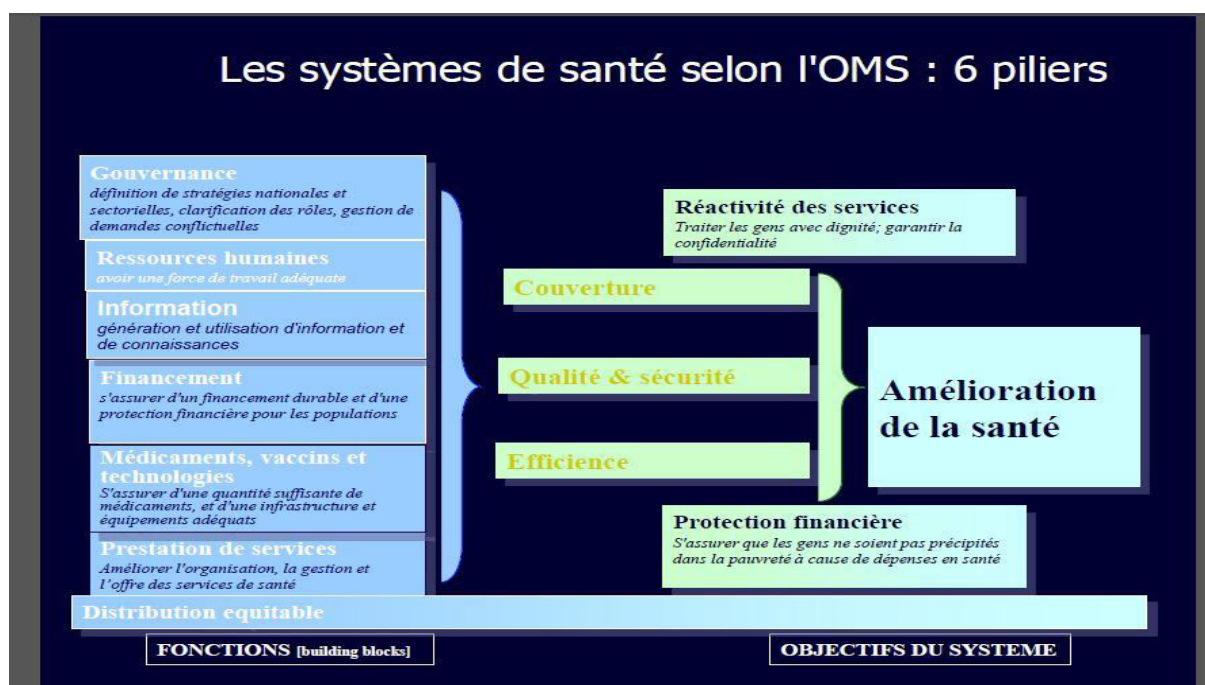 Les systèmes de santé selon l'OMS : 6 piliers
Gouvernance
définition de stratégies nationales et
sectorielles, clarification des rôles, gestion de
demandes conflictuelles
Ressources humaines
avoir une force de travail adéquate
Information
génération et utilisation d'information et
de connaissances
Financement
s'assurer d'un financement durable et d'une
protection financière pour les populations
Médicaments, vaccins et
technologies
S'assurer d'une quantité suffisante de
médicaments, et d'une infrastructure et
équipements adéquats
Prestation de services
Améliorer l'organisation, la gestion et
l'offre des services de santé
Réactivité des services
Traiter les gens avec dignité; garantir la
confidentialité
Couverture
Qualité & sécurité
Efficience
Protection financière
S'assurer que les gens ne soient pas précipités
dans la pauvreté à cause de dépenses en santé
Amélioration
de la santé
Distribution equitable
FONCTIONS [building blocks]
OBJECTIFS DU SYSTEME